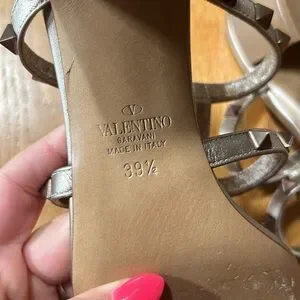 V
VALENTINO
GARAVANI
MADE IN ITALY
39½